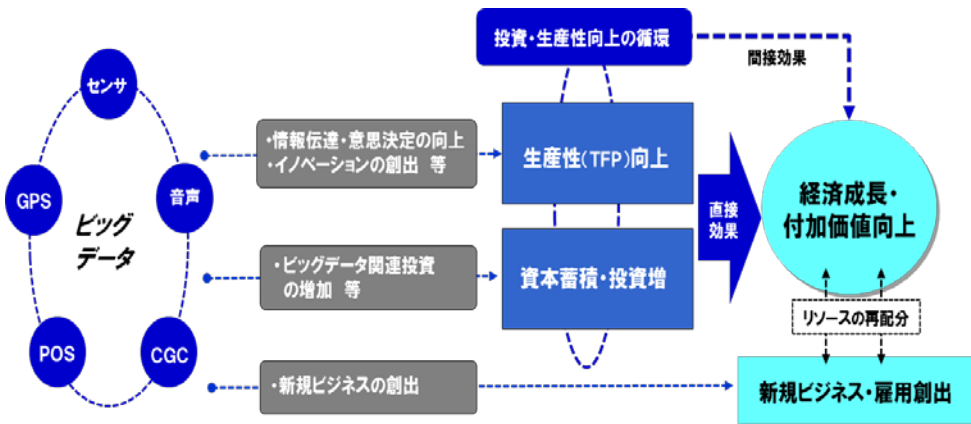 センサ
GPS
音声
ビッグ
データ
POS
CGC
・情報伝達・意思決定の向上
・イノベーションの創出 等
・ビッグデータ関連投資
の増加 等
・新規ビジネスの創出
投資・生産性向上の循環
生産性(TFP)向上
資本蓄積・投資増
間接効果
直接
効果
経済成長・
付加価値向上
リソースの再配分
新規ビジネス・雇用創出